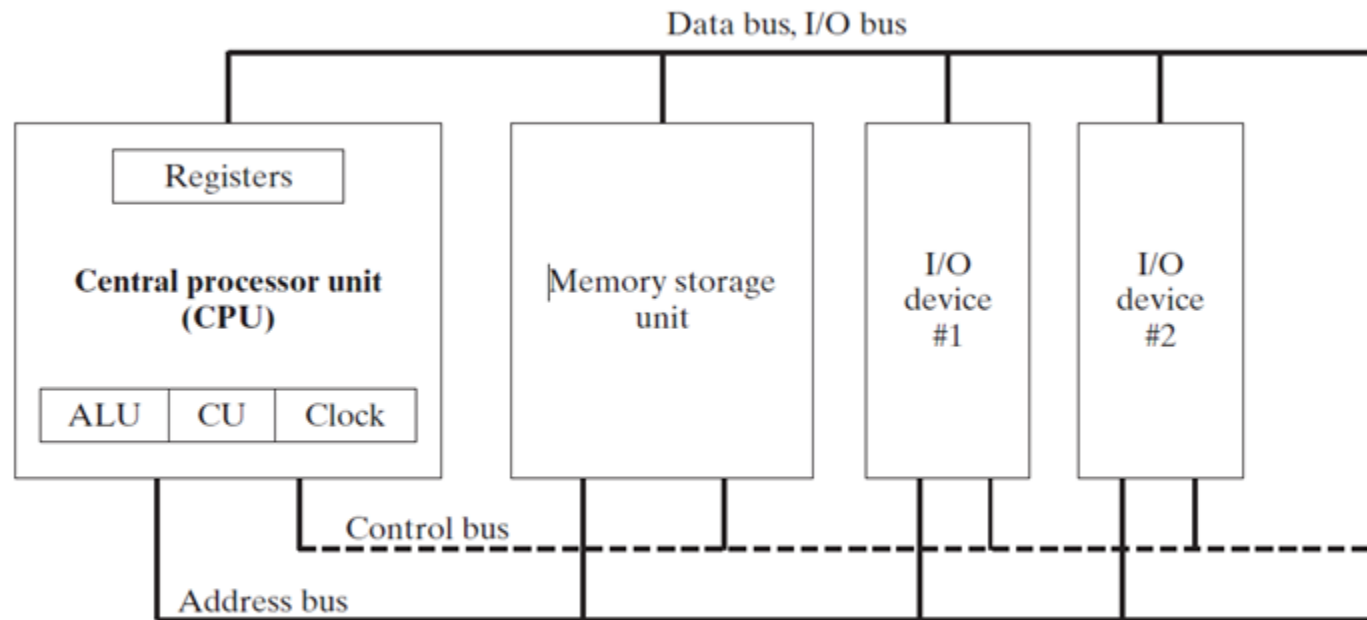 Data bus, I/O bus
Registers
Central processor unit
(CPU)
ALU
CU
Clock
Memory storage
unit
I/O
device
#1
I/O
device
#2
Control bus
Address bus